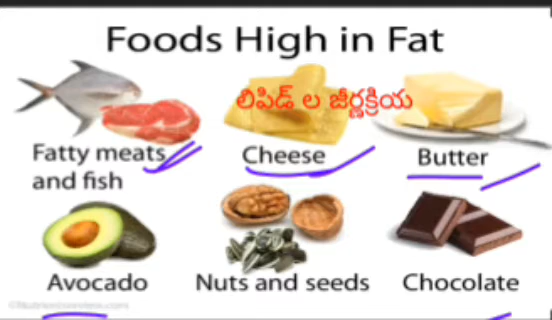 Foods High in Fat
లిపిడ్ ల జీర్ణక్రియ
Fatty meats
and fish
Cheese
Butter
Avocado
Nuts and seeds
Chocolate